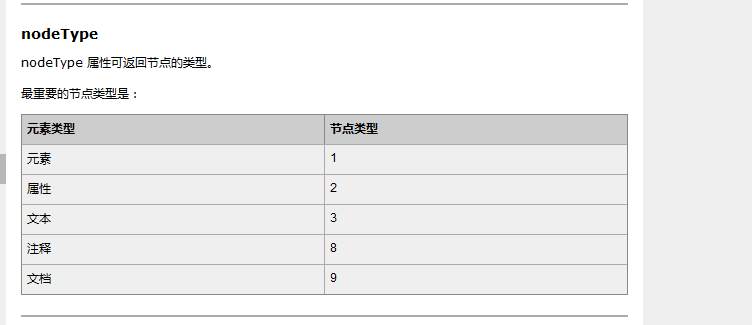 nodeType
nodeType 属性可返回节点的类型。
最重要的节点类型是：
元素类型 节点类型
元素 1
属性 2
文本 3
注释 8
文档 9